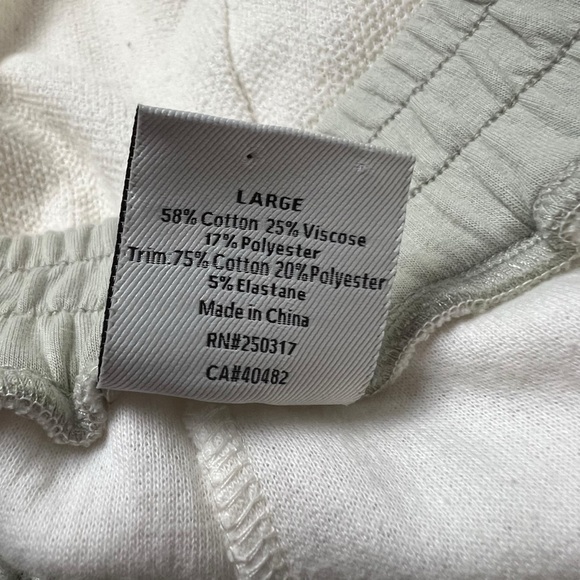 LARGE
58% Cotton 25% Viscose
17% Polyester
Trim: 75% Cotton 20% Polyester
5% Elastane
Made in China
RN#250317
CA#40482